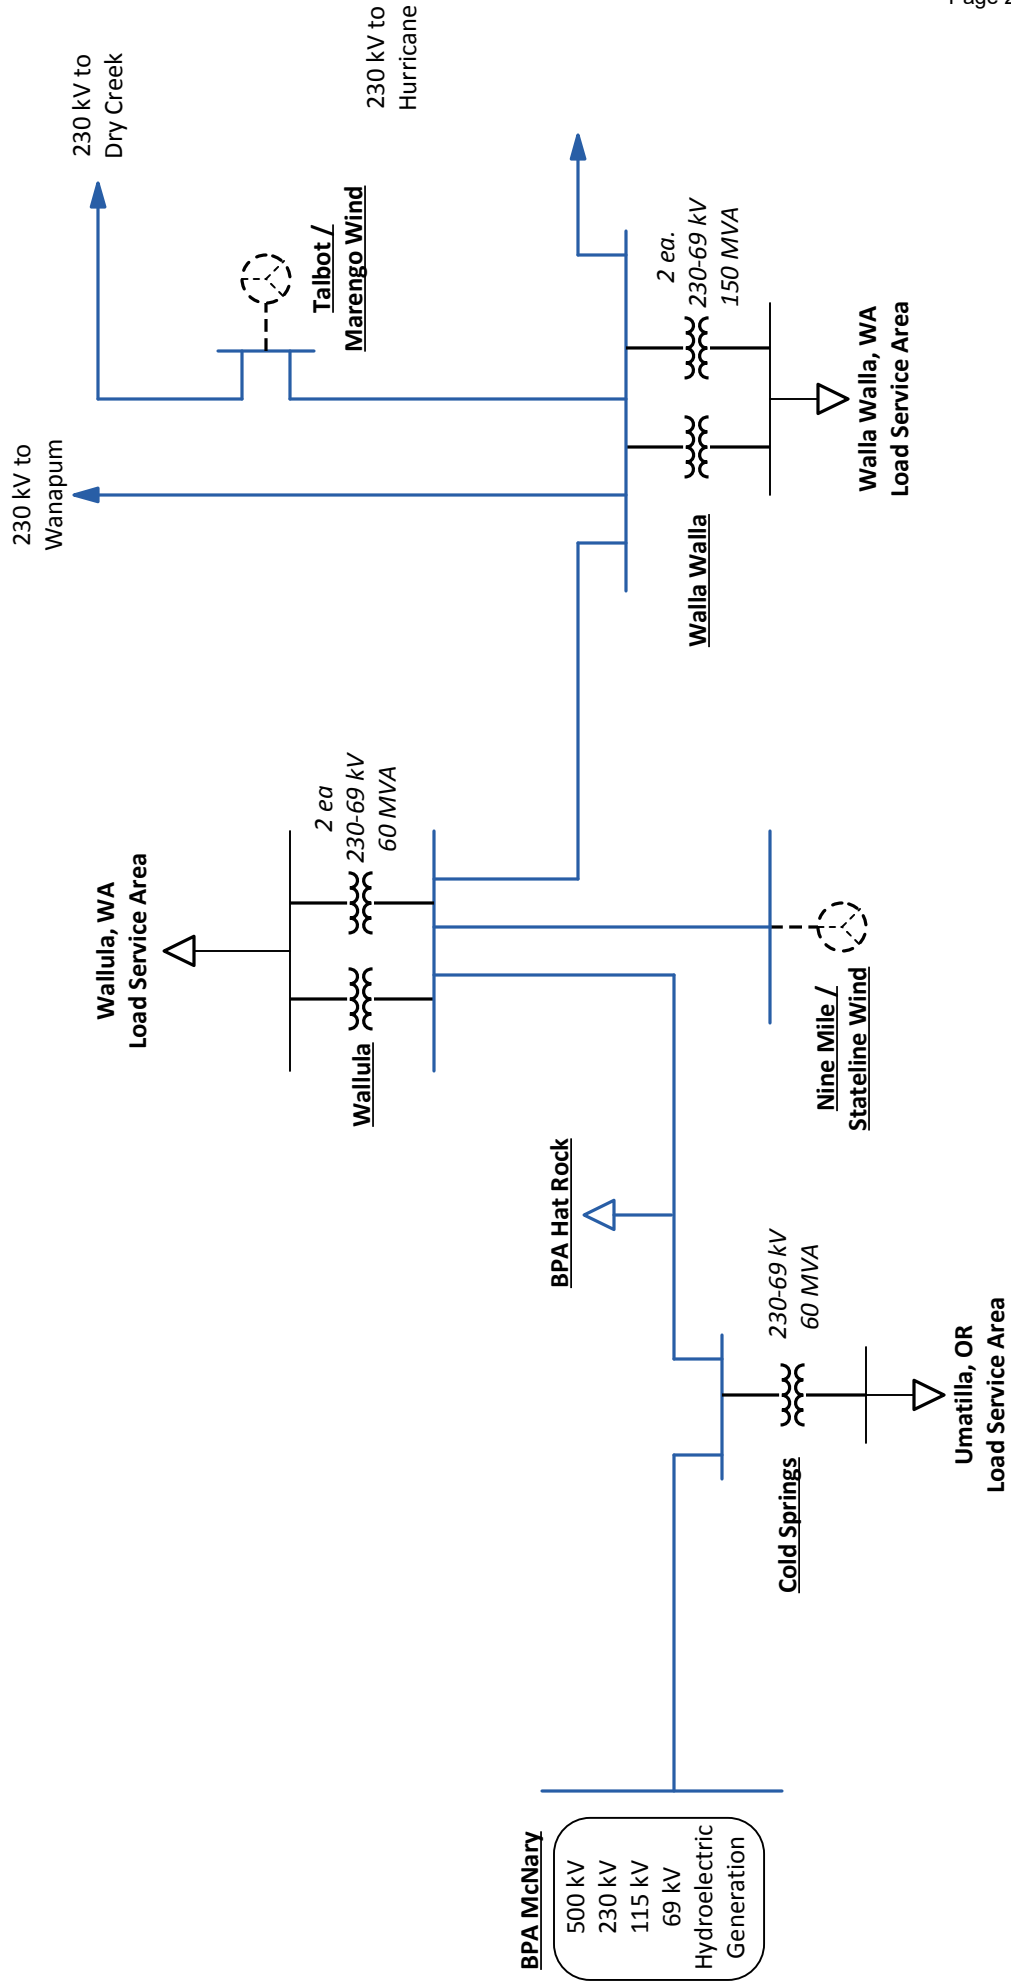 Page 2
BPA McNary
500 kV
230 kV
115 kV
69 kV
Hydroelectric
Generation
Cold Springs
230-69 kV
60 MVA
Umatilla, OR
Load Service Area
BPA Hat Rock
Wallula, WA
Load Service Area
Wallula
2 ea
230-69 kV
60 MVA
Nine Mile /
Stateline Wind
230 kV to
Wanapum
230 kV to
Dry Creek
Talbot /
Marengo Wind
230 kV to
Hurricane
Walla Walla
2 ea.
230-69 kV
150 MVA
Walla Walla, WA
Load Service Area